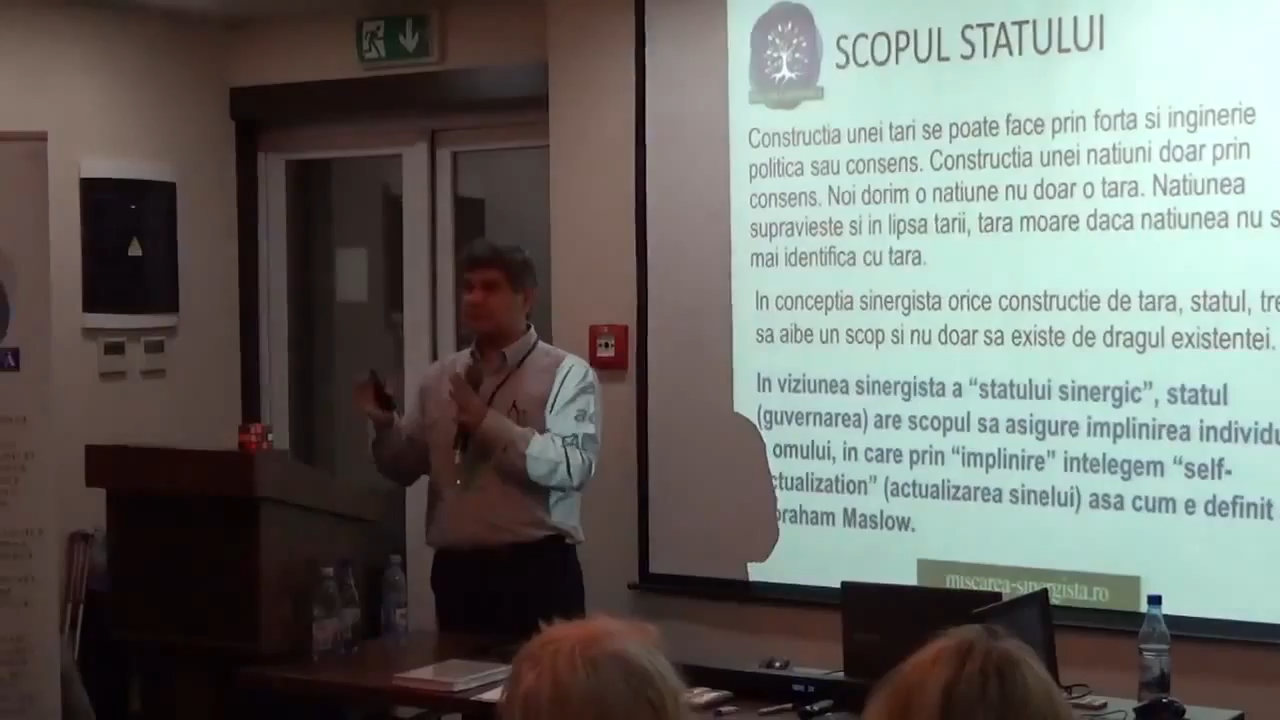 SCOPUL STATULUI
Constructia unei tari se poate face prin forta si inginerie
politica sau consens. Constructia unei natiuni doar prin
consens. Noi dorim o natiune nu doar o tara. Natiunea
supravieste si in lipsa tarii, tara moare daca natiunea nu s
mai identifica cu tara.
In conceptia sinergista orice constructie de tara, statul, tre
sa aibe un scop si nu doar sa existe de dragul existentei.
In viziunea sinergista a “statului sinergic”, statul
(guvernarea) are scopul sa asigure implinirea individu
omului, in care prin “implinire” intelegem “self-
ctualization” (actualizarea sinelui) asa cum e definit
braham Maslow.
miscarea-sinergista.ro